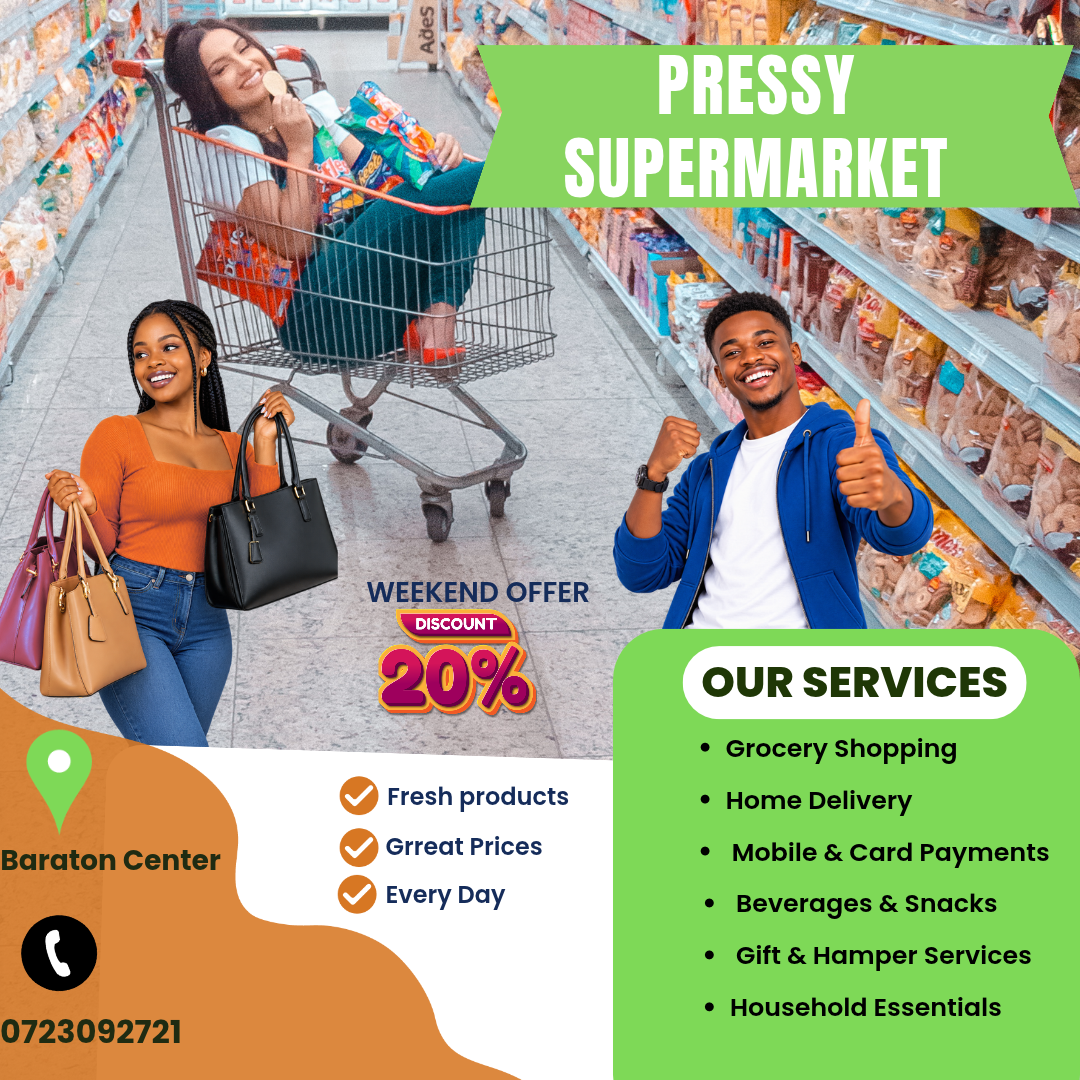 AdeS
PRESSY
SUPERMARKET
WEEKEND OFFER
DISCOUNT
20%
OUR SERVICES
• Grocery Shopping
• Home Delivery
• Mobile & Card Payments
• Beverages & Snacks
• Gift & Hamper Services
• Household Essentials
Fresh products
Grreat Prices
Every Day
Baraton Center
0723092721